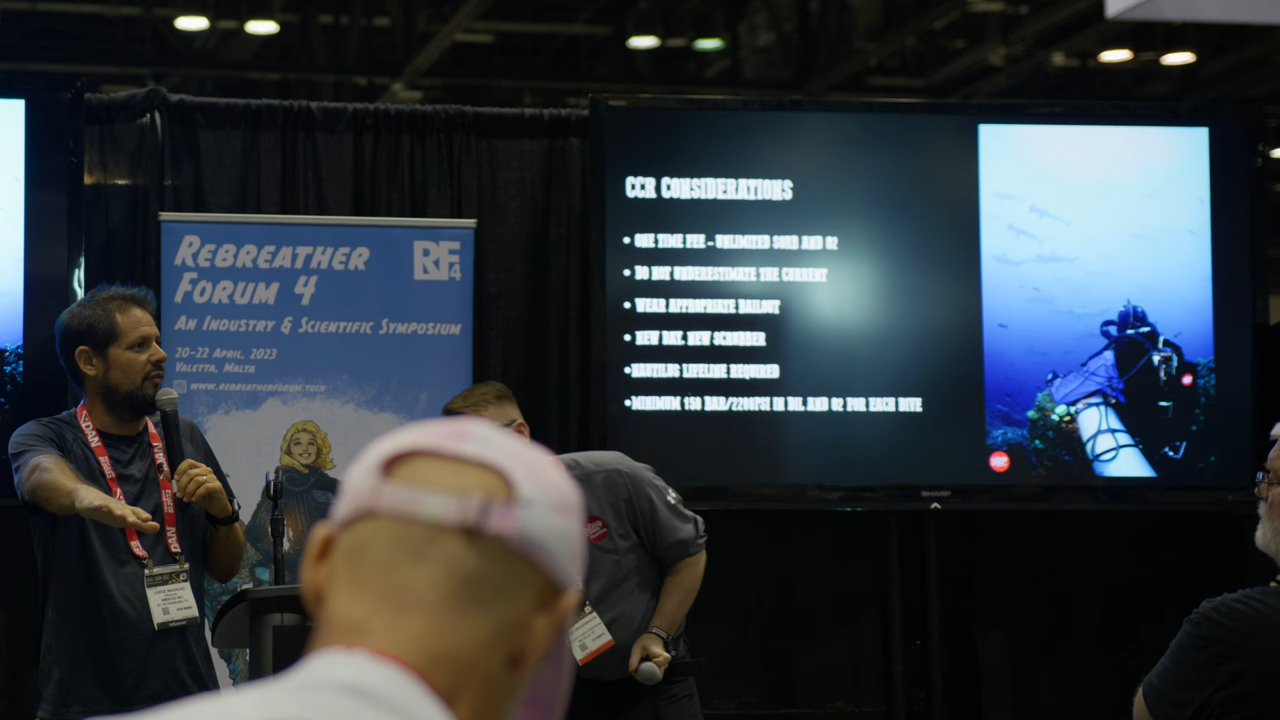 REBREATHER
FORUM 4
RF4
AN INDUSTRY & SCIENTIFIC SYMPOSIUM
20-22 APRIL, 2023
VALETTA, MALTA
WWW.REBREATHERFORUM.TECH
CCR CONSIDERATIONS
• ONE TIME FEE - UNLIMITED SORB AND O2
• DO NOT UNDERESTIMATE THE CURRENT
• WEAR APPROPRIATE BAILOUT
• NEW DAY, NEW SCRUBBER
•NAUTILUS LIFELINE REQUIRED
•MINIMUM 150 BAR/2200PSI IN DIL AND O2 FOR EACH DIVE
SHARP
DAN
DAN